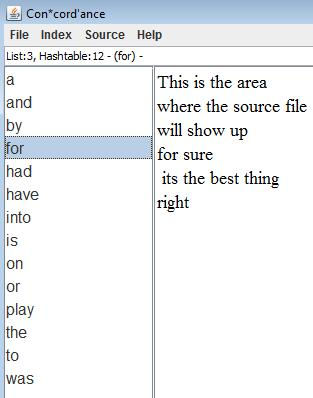 Con*cord'ance
File Index Source Help
List:3, Hashtable:12 - (for) -
a
and
by
for
had
have
into
is
on
or
play
the
to
was
This is the area
where the source file
will show up
for sure
its the best thing
right